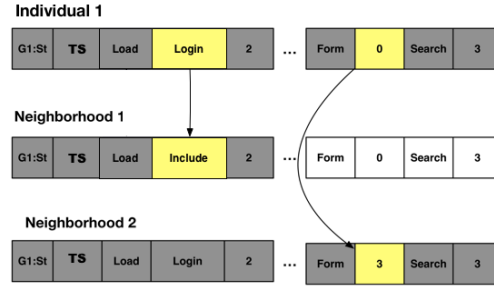 Individual 1
G1:St TS Load Login 2 ... Form 0 Search 3
Neighborhood 1
G1:St TS Load Include 2 ... Form 0 Search 3
Neighborhood 2
G1:St TS Load Login 2 ... Form 3 Search 3